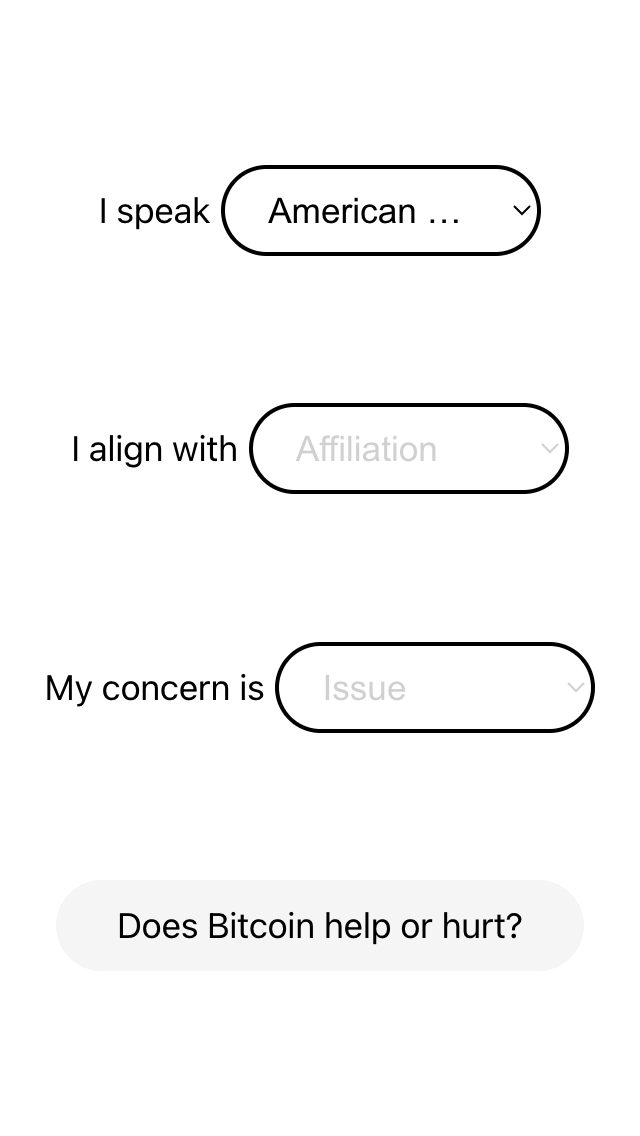 I speak American …
I align with Affiliation
My concern is Issue
Does Bitcoin help or hurt?